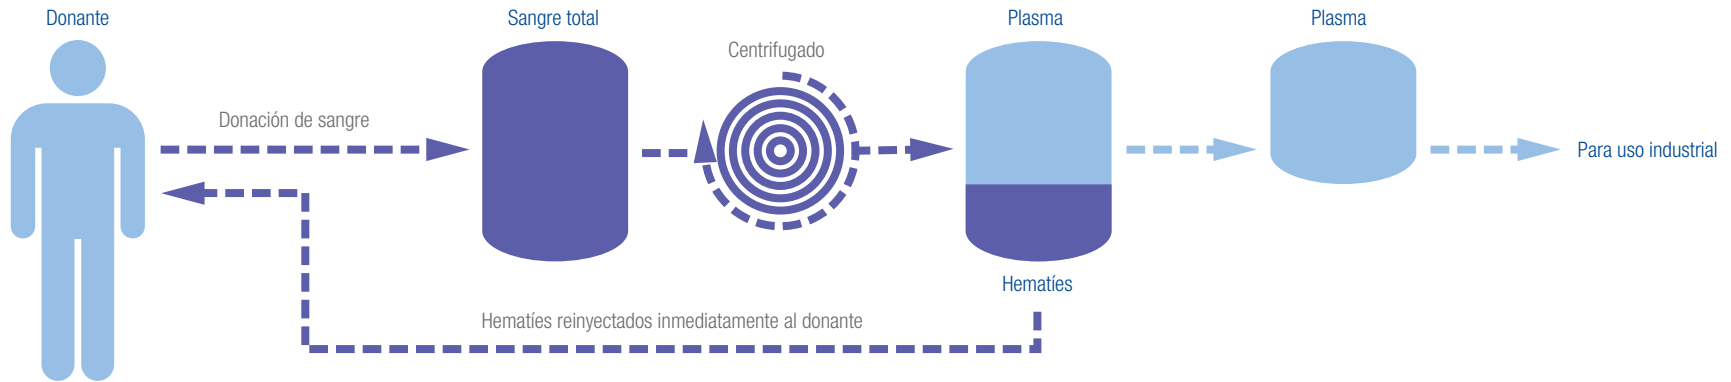 Donante
Sangre total
Plasma
Plasma
Centrifugado
Donación de sangre
Para uso industrial
Hematíes
Hematíes reinyectados inmediatamente al donante